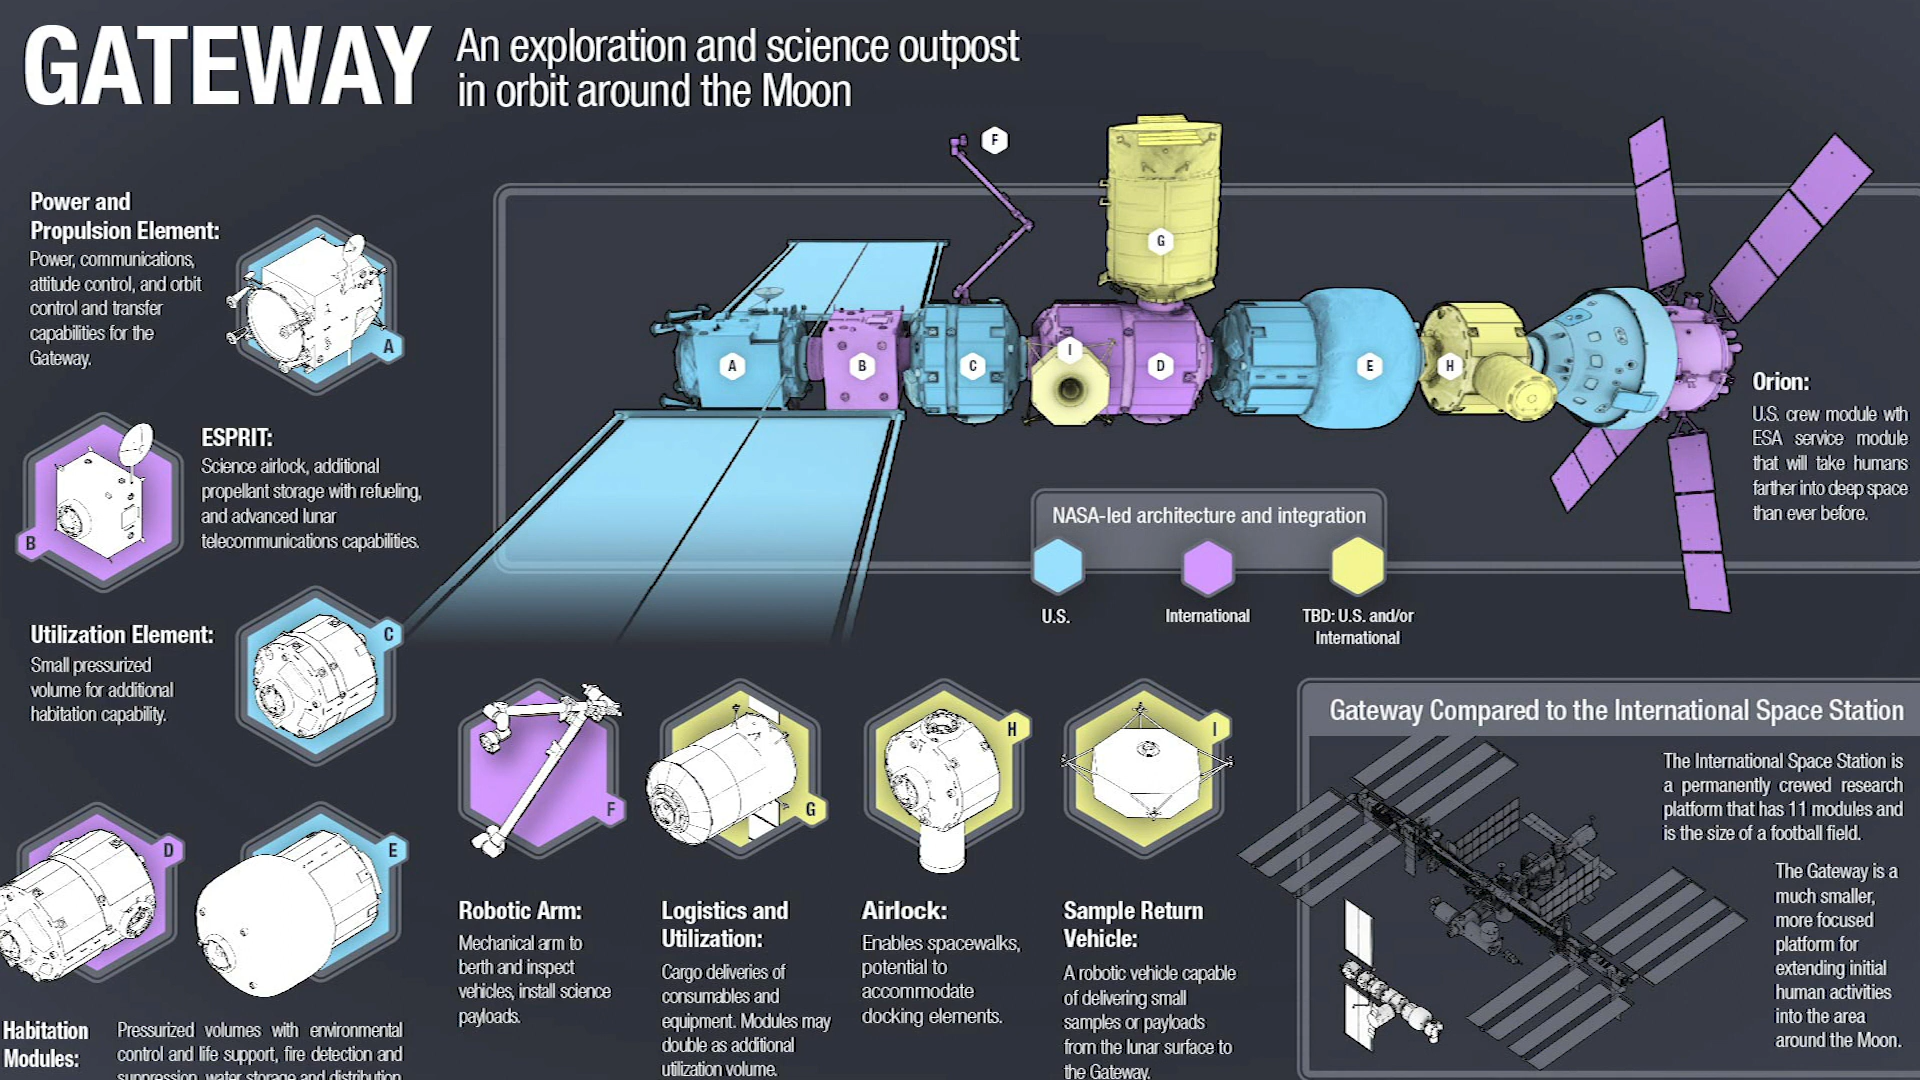 GATEWAY
An exploration and science outpost
in orbit around the Moon
Power and
Propulsion Element:
Power, communications,
attitude control, and orbit
control and transfer
capabilities for the
Gateway.
A
ESPRIT:
Science airlock, additional
propellant storage with refueling,
and advanced lunar
telecommunications capabilities.
B
Utilization Element:
Small pressurized
volume for additional
habitation capability.
C
D
E
Habitation
Modules:
Pressurized volumes with environmental
control and life support, fire detection and
suppression, water storage and distribution
F
G
A
B
C
I
D
E
H
Orion:
U.S. crew module wth
ESA service module
that will take humans
farther into deep space
than ever before.
NASA-led architecture and integration
U.S.
International
TBD: U.S. and/or
International
F
Robotic Arm:
Mechanical arm to
berth and inspect
vehicles, install science
payloads.
G
Logistics and
Utilization:
Cargo deliveries of
consumables and
equipment. Modules may
double as additional
utilization volume.
H
Airlock:
Enables spacewalks,
potential to
accommodate
docking elements.
I
Sample Return
Vehicle:
A robotic vehicle capable
of delivering small
samples or payloads
from the lunar surface to
the Gateway.
Gateway Compared to the International Space Station
The International Space Station is
a permanently crewed research
platform that has 11 modules and
is the size of a football field.
The Gateway is a
much smaller,
more focused
platform for
extending initial
human activities
into the area
around the Moon.